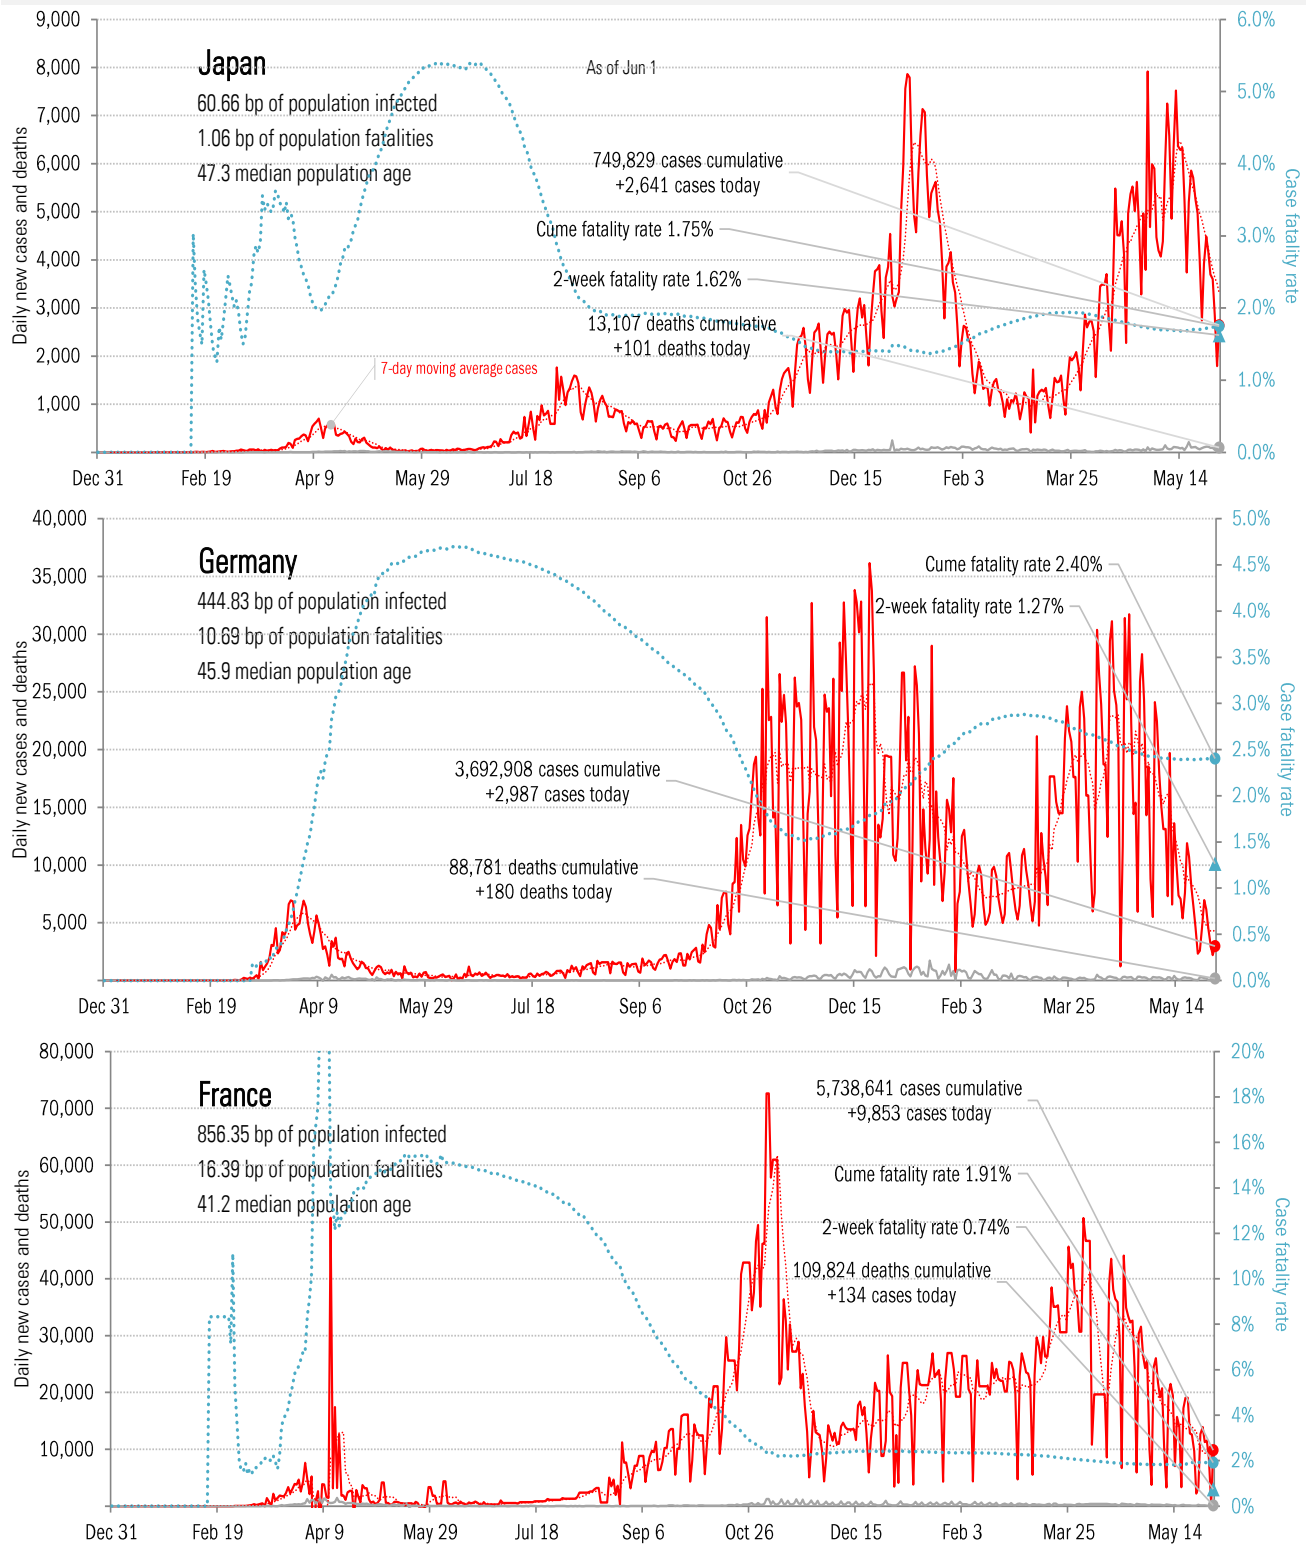 9,000
8,000
7,000
6,000
5,000
4,000
3,000
2,000
1,000
Daily new cases and deaths
Japan
60.66 bp of population infected
1.06 bp of population fatalities
47.3 median population age
As of Jun 1
749,829 cases cumulative
+2,641 cases today
Cume fatality rate 1.75%
2-week fatality rate 1.62%
13,107 deaths cumulative
+101 deaths today
7-day moving average cases
6.0%
5.0%
4.0%
3.0%
2.0%
1.0%
0.0%
Case fatality rate
Dec 31 Feb 19 Apr 9 May 29 Jul 18 Sep 6 Oct 26 Dec 15 Feb 3 Mar 25 May 14
40,000
35,000
30,000
25,000
20,000
15,000
10,000
5,000
Daily new cases and deaths
Germany
444.83 bp of population infected
10.69 bp of population fatalities
45.9 median population age
Cume fatality rate 2.40%
2-week fatality rate 1.27%
3,692,908 cases cumulative
+2,987 cases today
88,781 deaths cumulative
+180 deaths today
5.0%
4.5%
4.0%
3.5%
3.0%
2.5%
2.0%
1.5%
1.0%
0.5%
0.0%
Case fatality rate
Dec 31 Feb 19 Apr 9 May 29 Jul 18 Sep 6 Oct 26 Dec 15 Feb 3 Mar 25 May 14
80,000
70,000
60,000
50,000
40,000
30,000
20,000
10,000
Daily new cases and deaths
France
856.35 bp of population infected
16.39 bp of population fatalities
41.2 median population age
5,738,641 cases cumulative
+9,853 cases today
Cume fatality rate 1.91%
2-week fatality rate 0.74%
109,824 deaths cumulative
+134 cases today
20%
18%
16%
14%
12%
10%
8%
6%
4%
2%
0%
Case fatality rate
Dec 31 Feb 19 Apr 9 May 29 Jul 18 Sep 6 Oct 26 Dec 15 Feb 3 Mar 25 May 14